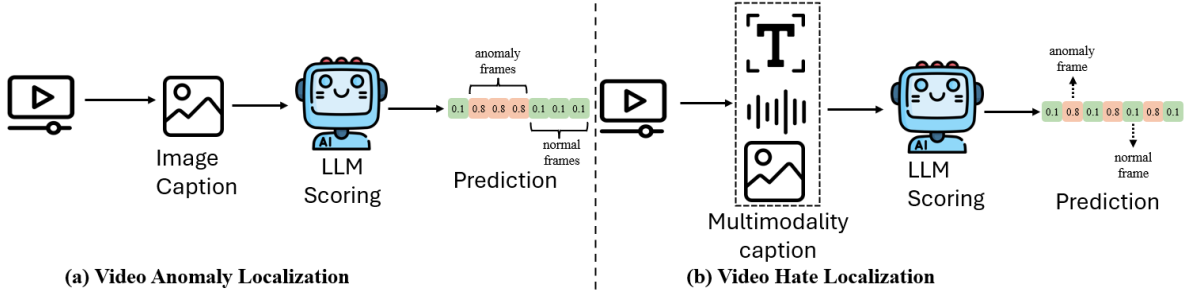 anomaly
frames
AI
0.1 0.8 0.8 0.8 0.1 0.1 0.1
normal
frames
Image
Caption
LLM
Scoring
Prediction
(a) Video Anomaly Localization
T
anomaly
frame
AI
0.1 0.8 0.1 0.8 0.1 0.8 0.1
normal
frame
Multimodality
caption
LLM
Scoring
Prediction
(b) Video Hate Localization